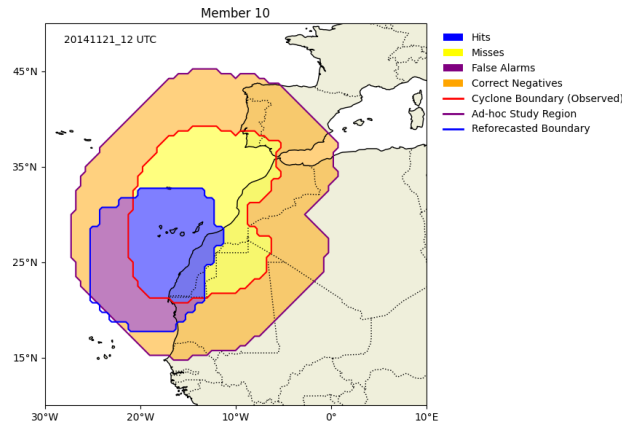 Member 10
20141121_12 UTC
45°N
35°N
25°N
15°N
30°W
20°W
10°W
0°
10°E
Hits
Misses
False Alarms
Correct Negatives
Cyclone Boundary (Observed)
Ad-hoc Study Region
Reforecasted Boundary